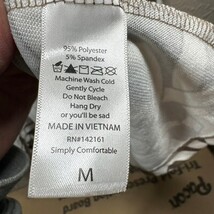 95% Polyester
5% Spandex
Machine Wash Cold
Gently Cycle
Do Not Bleach
Hang Dry
or you'll be sad
MADE IN VIETNAM
RN#142161
Simply Comfortable
M